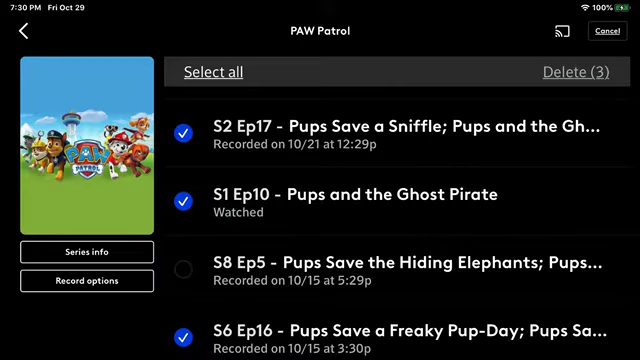 7:30 PM Fri Oct 29
100%
PAW Patrol
Cancel
PAW
PATROL
Series info
Record options
Select all
Delete (3)
S2 Ep17 - Pups Save a Sniffle; Pups and the Gh...
Recorded on 10/21 at 12:29p
S1 Ep10 - Pups and the Ghost Pirate
Watched
S8 Ep5 - Pups Save the Hiding Elephants; Pups...
Recorded on 10/15 at 5:29p
S6 Ep16 - Pups Save a Freaky Pup-Day; Pups Sa...
Recorded on 10/15 at 3:30p